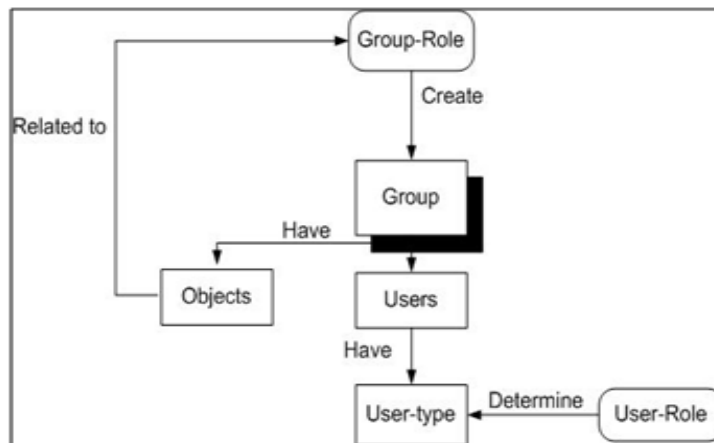 Group-Role
Create
Related to
Group
Have
Objects
Users
Have
User-type
Determine
User-Role